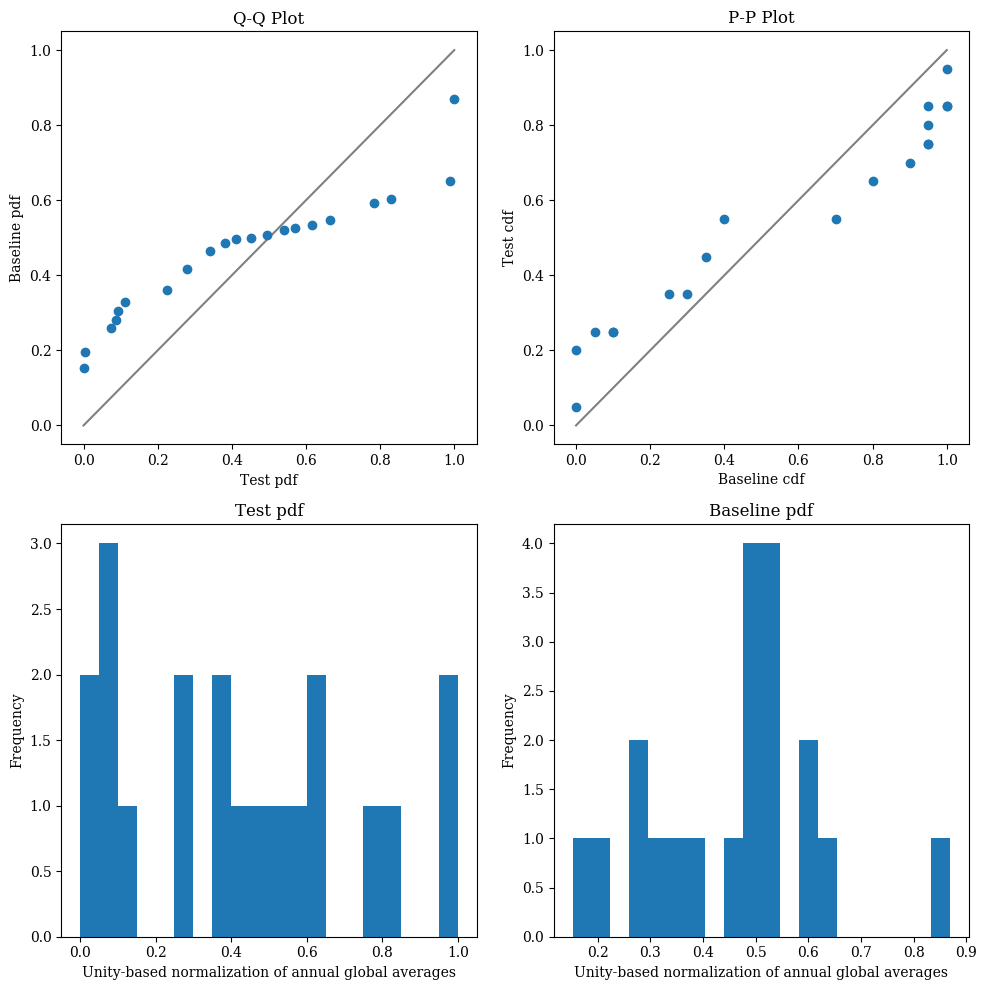 Q-Q Plot
1.0
0.8
0.6
0.4
0.2
0.0
Baseline pdf
0.0 0.2 0.4 0.6 0.8 1.0
Test pdf
P-P Plot
1.0
0.8
0.6
0.4
0.2
0.0
Test cdf
0.0 0.2 0.4 0.6 0.8 1.0
Baseline cdf
Test pdf
3.0
2.5
2.0
1.5
1.0
0.5
0.0
Frequency
0.0 0.2 0.4 0.6 0.8 1.0
Unity-based normalization of annual global averages
Baseline pdf
4.0
3.5
3.0
2.5
2.0
1.5
1.0
0.5
0.0
Frequency
0.2 0.3 0.4 0.5 0.6 0.7 0.8 0.9
Unity-based normalization of annual global averages